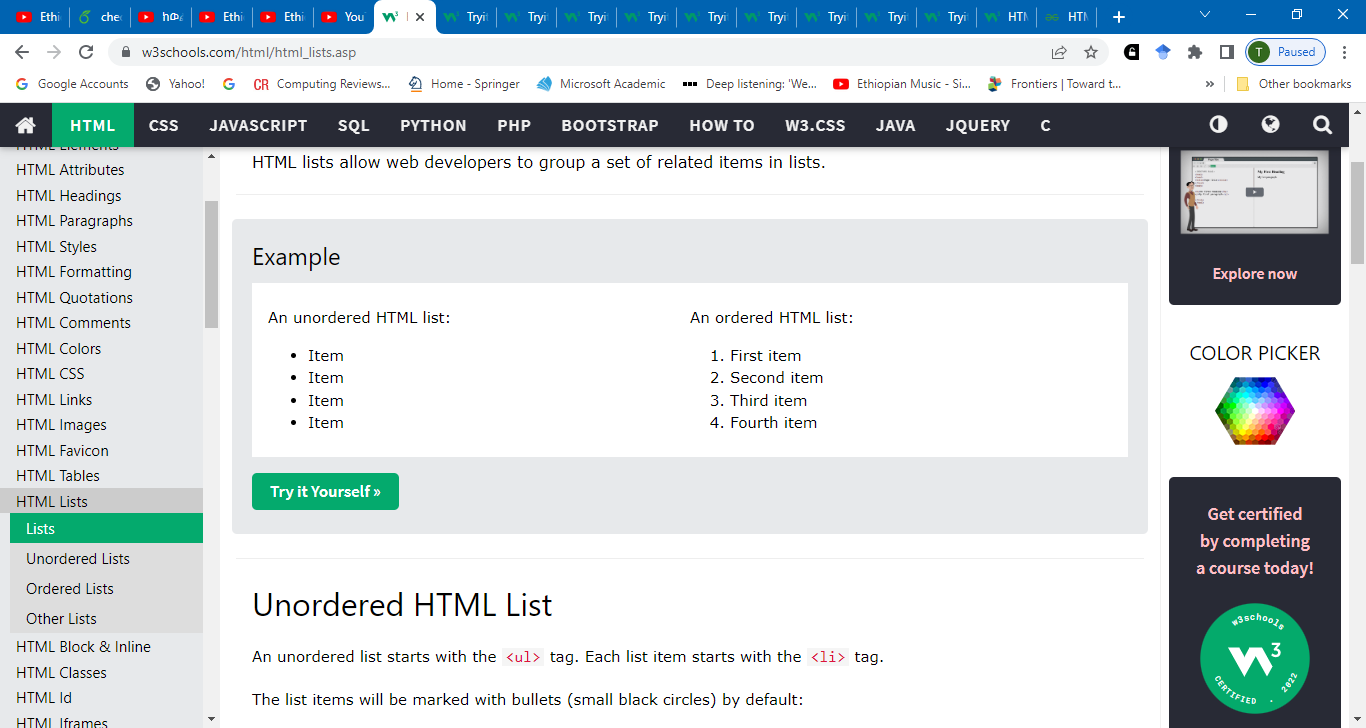 Ethi
chec
Ethi
Ethi
You
Tryi
Tryi
Tryi
Tryi
Tryi
Tryi
Tryi
Tryi
Tryi
HTM
HTM
w3schools.com/html/html_lists.asp
T Paused
Google Accounts
Yahoo!
CR Computing Reviews...
Home - Springer
Microsoft Academic
Deep listening: 'We...
Ethiopian Music - Si...
Frontiers | Toward t...
»
Other bookmarks
HTML CSS JAVASCRIPT SQL PYTHON PHP BOOTSTRAP HOW TO W3.CSS JAVA JQUERY C
HTML Elements
HTML Attributes
HTML Headings
HTML Paragraphs
HTML Styles
HTML Formatting
HTML Quotations
HTML Comments
HTML Colors
HTML CSS
HTML Links
HTML Images
HTML Favicon
HTML Tables
HTML Lists
Lists
Unordered Lists
Ordered Lists
Other Lists
HTML Block & Inline
HTML Classes
HTML Id
HTML Iframes
HTML lists allow web developers to group a set of related items in lists.
Example
An unordered HTML list:
• Item
• Item
• Item
• Item
An ordered HTML list:
1. First item
2. Second item
3. Third item
4. Fourth item
Try it Yourself »
Unordered HTML List
An unordered list starts with the <ul> tag. Each list item starts with the <li> tag.
The list items will be marked with bullets (small black circles) by default:
Explore now
COLOR PICKER
Get certified
by completing
a course today!
w3schools
W3
CERTIFIED . 2022